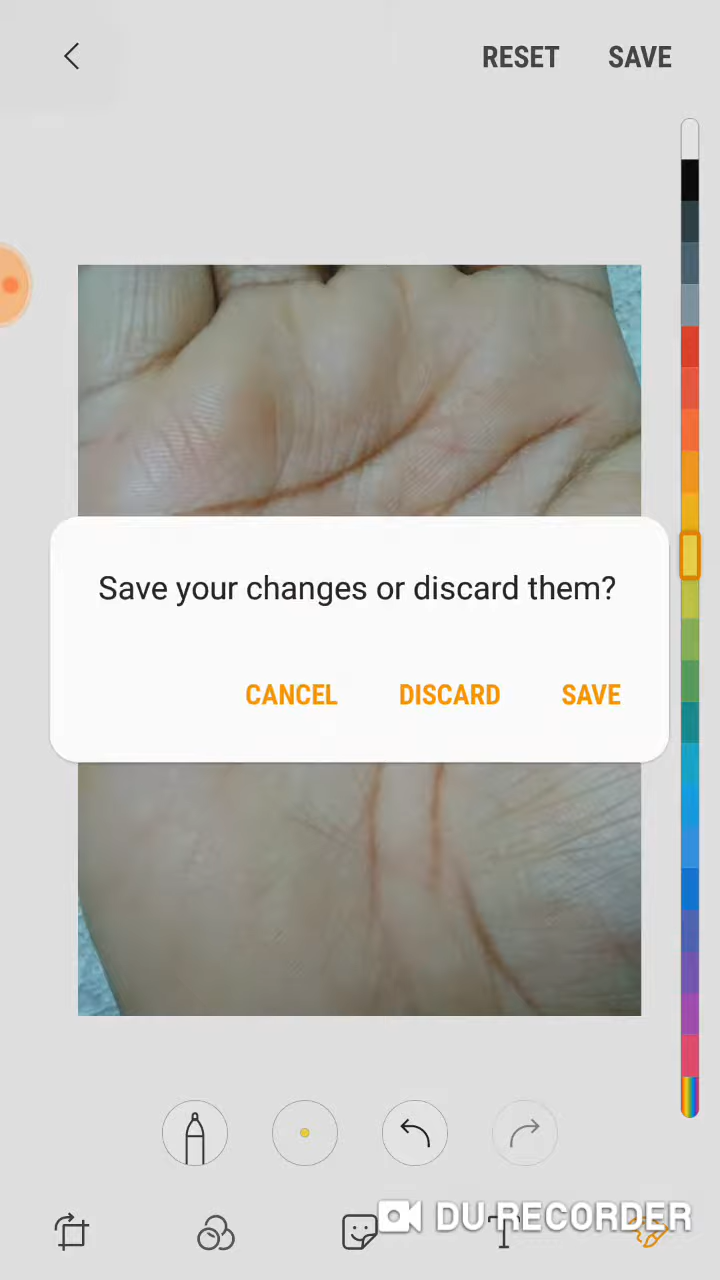 RESET SAVE
Save your changes or discard them?
CANCEL DISCARD SAVE
T DU RECORDER